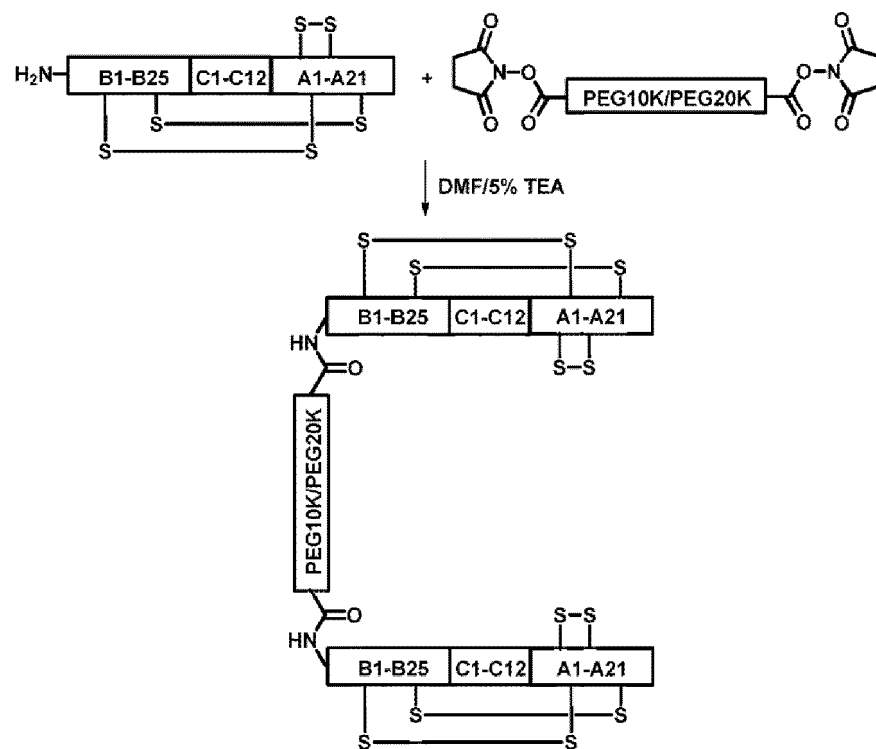 S-S
H₂N B1-B25 C1-C12 A1-A21
S S
S S
+
O O
N-O PEG10K/PEG20K O-N
O O O O
DMF/5% TEA
S S
S S
B1-B25 C1-C12 A1-A21
HN S-S
O
PEG10K/PEG20K
O S-S
HN
B1-B25 C1-C12 A1-A21
S S
S S